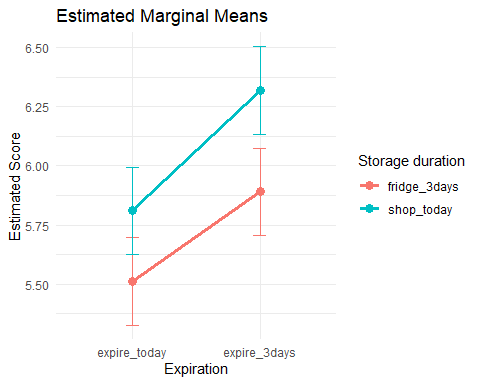 Estimated Marginal Means
6.50
6.25
6.00
5.75
5.50
Estimated Score
expire_today
expire_3days
Expiration
Storage duration
fridge_3days
shop_today